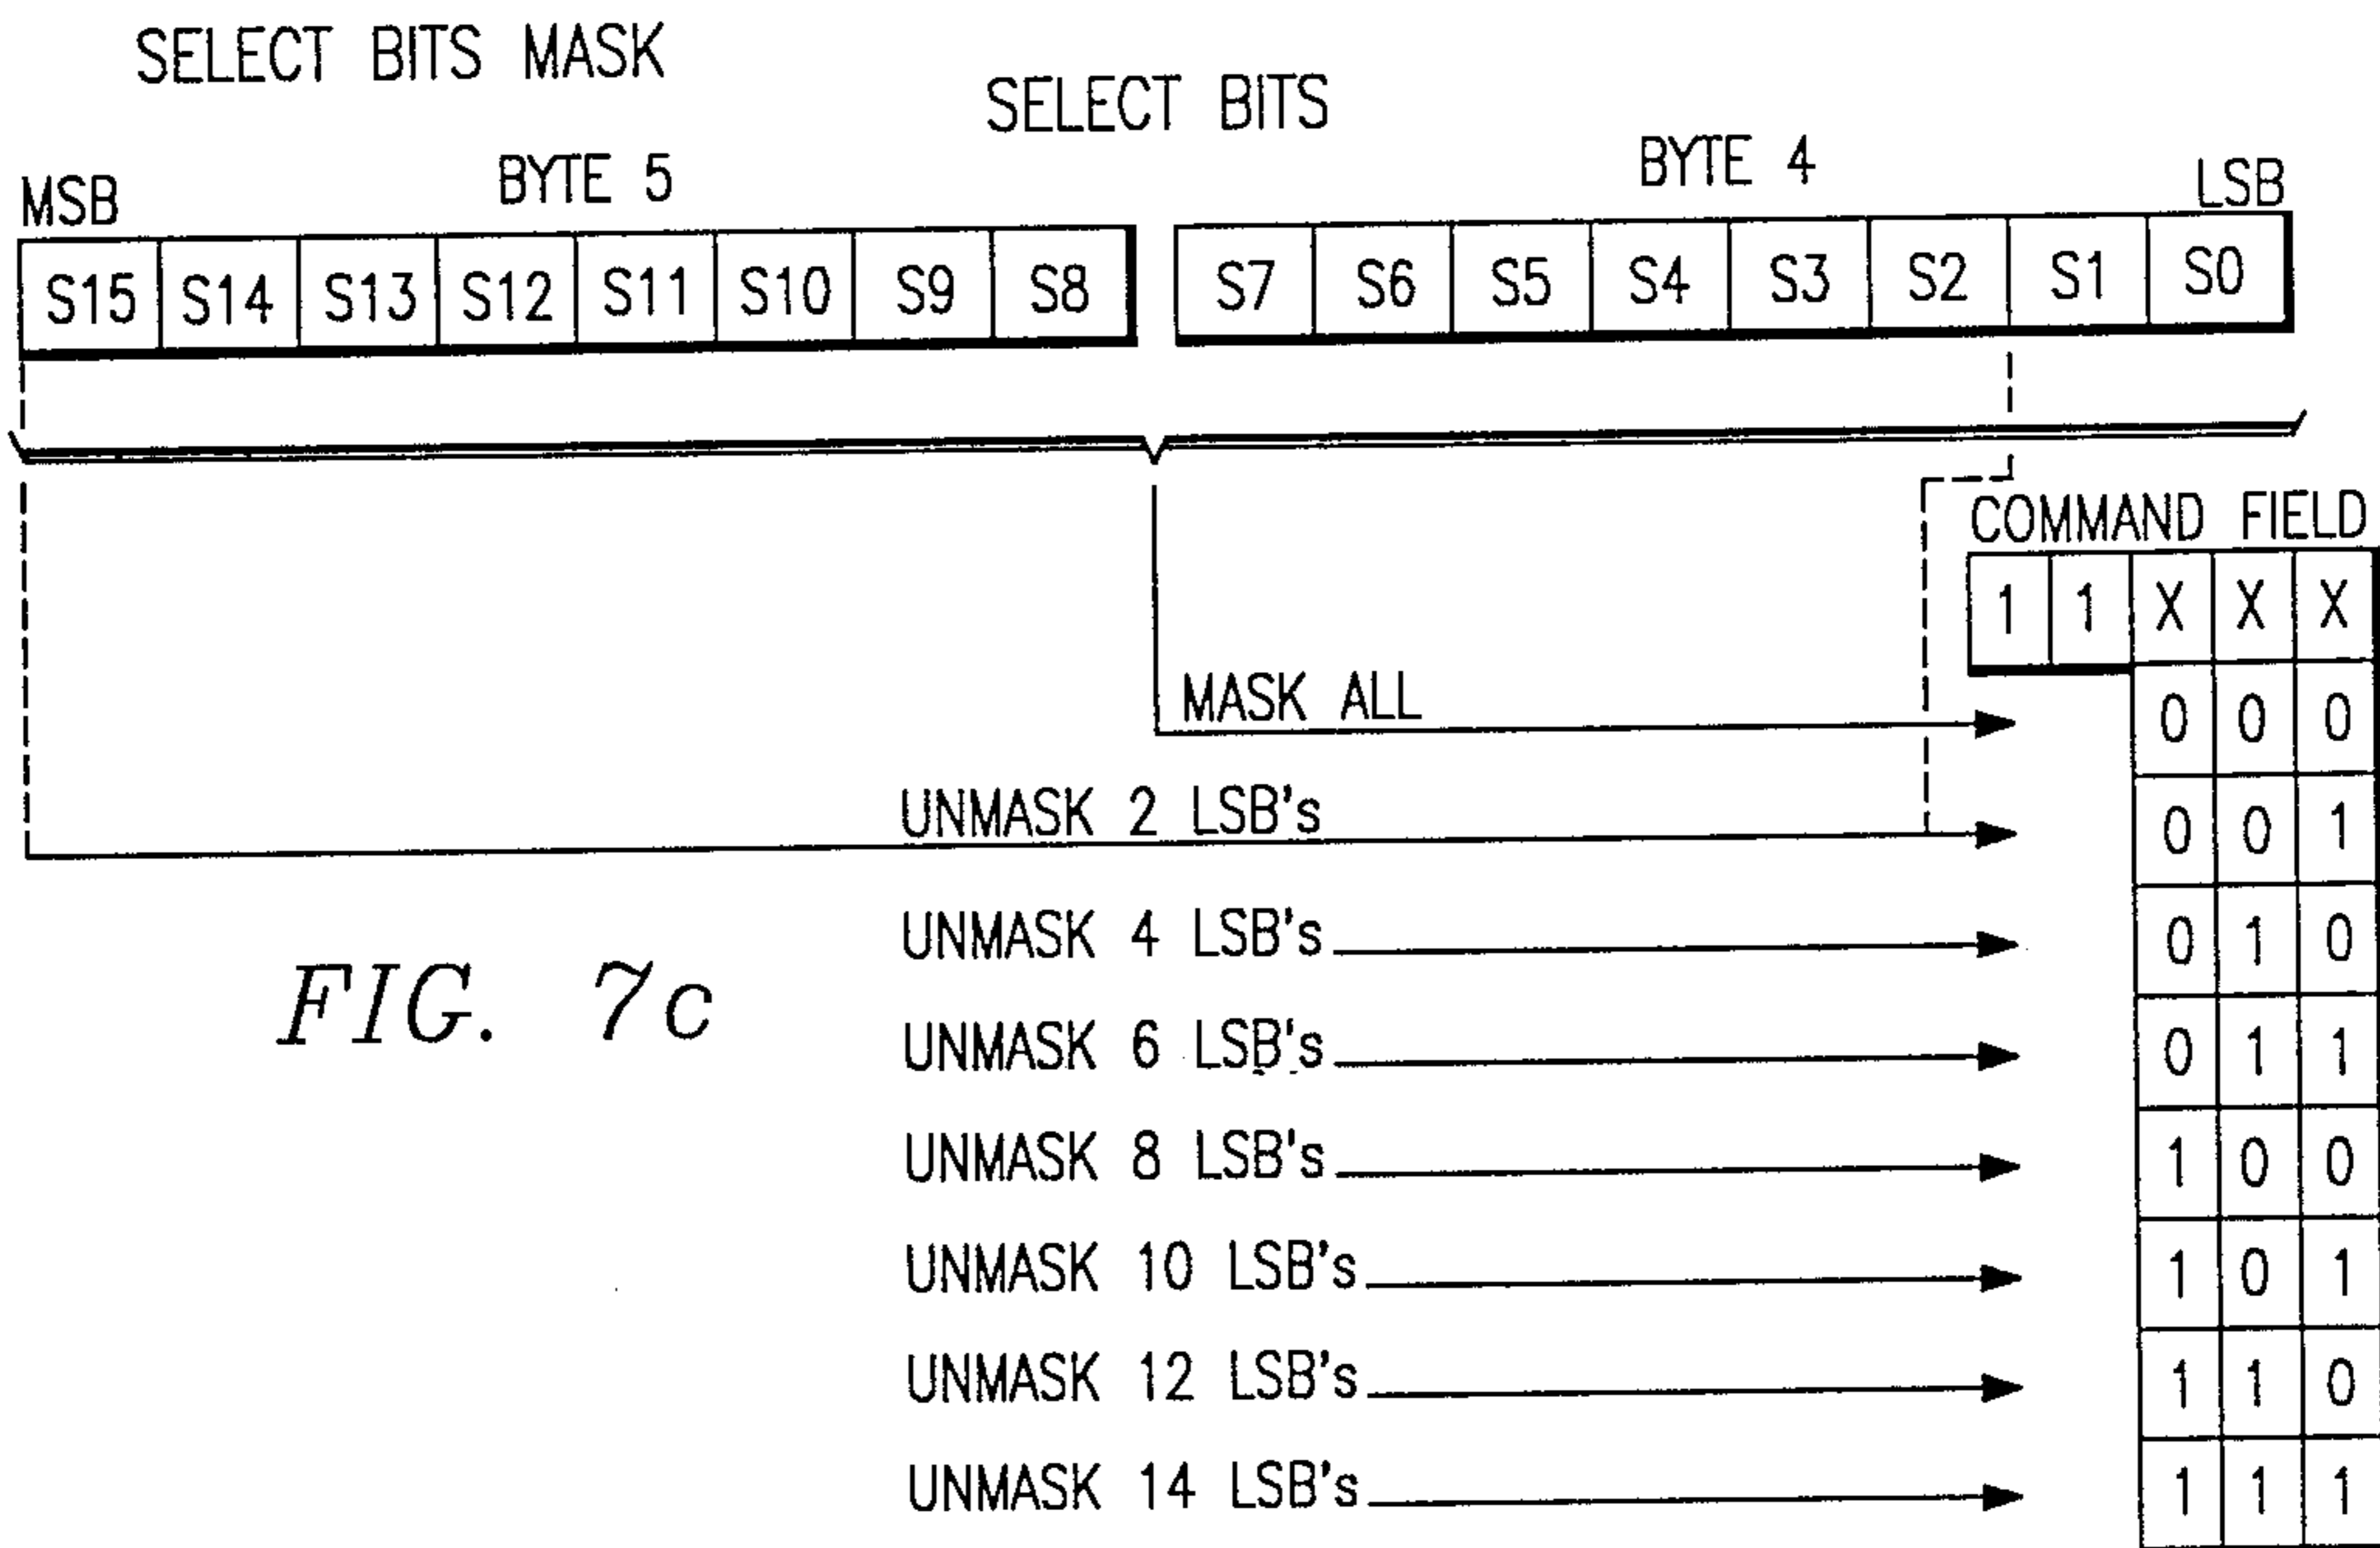 SELECT BITS MASK
SELECT BITS
BYTE 5
BYTE 4
MSB
LSB
S15 S14 S13 S12 S11 S10 S9 S8 S7 S6 S5 S4 S3 S2 S1 S0
COMMAND FIELD
1 1 X X X
MASK ALL 0 0 0
UNMASK 2 LSB's 0 0 1
UNMASK 4 LSB's 0 1 0
UNMASK 6 LSB's 0 1 1
UNMASK 8 LSB's 1 0 0
UNMASK 10 LSB's 1 0 1
UNMASK 12 LSB's 1 1 0
UNMASK 14 LSB's 1 1 1
FIG. 7c